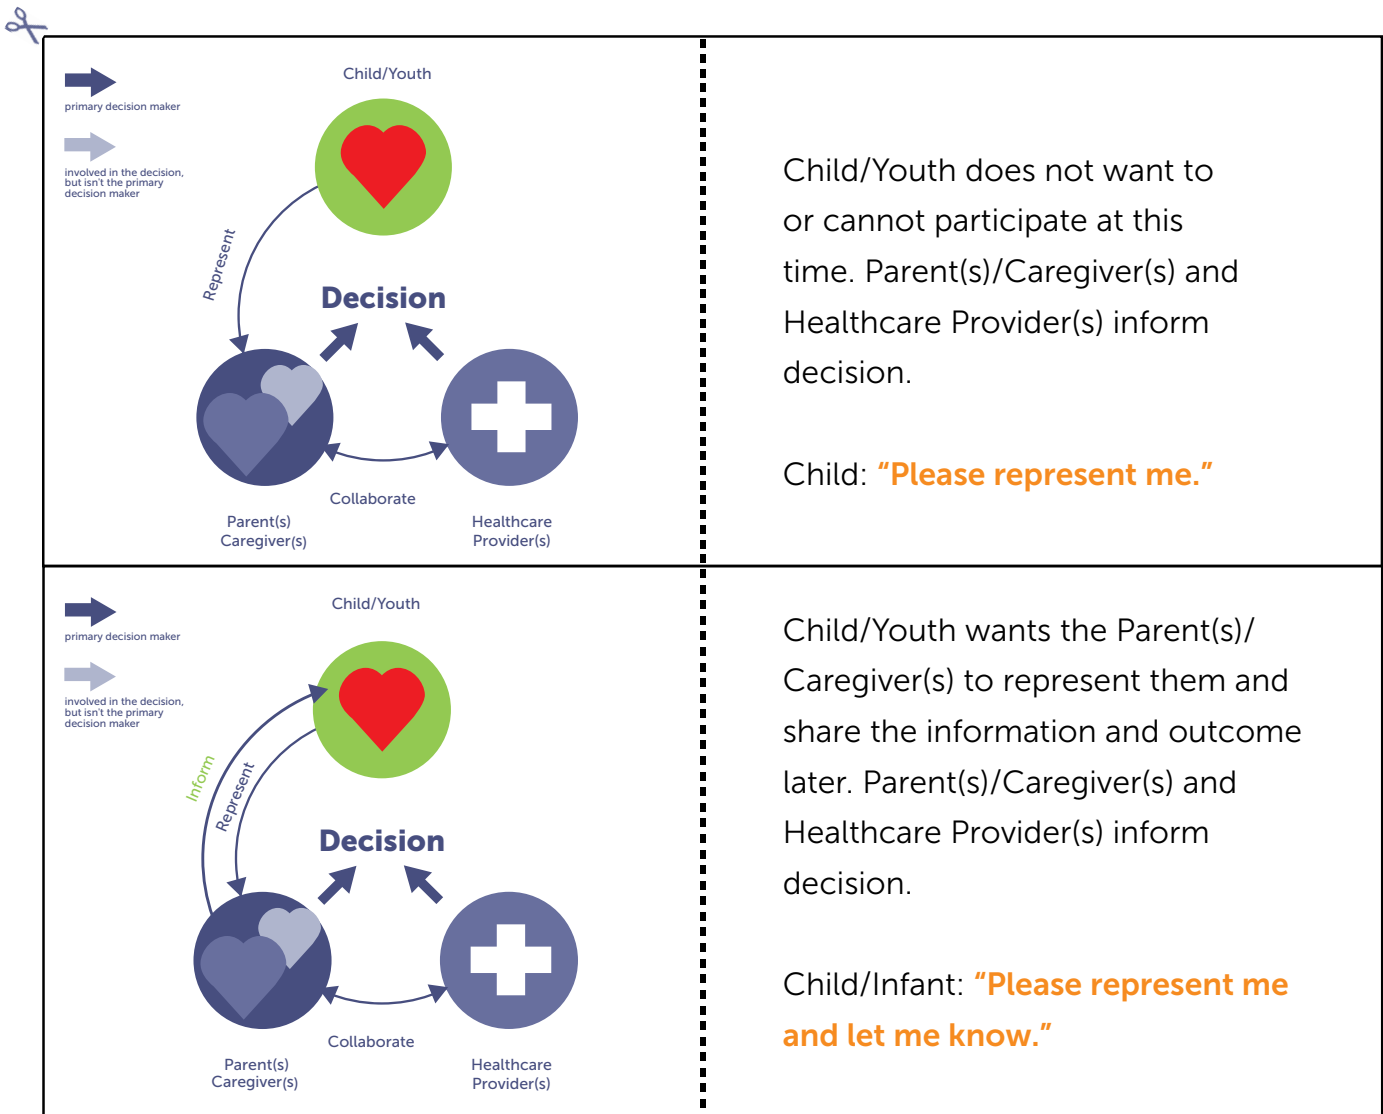 Child/Youth
primary decision maker
involved in the decision,
but isn't the primary
decision maker
Represent
Decision
Collaborate
Parent(s)
Caregiver(s)
Healthcare
Provider(s)
Child/Youth does not want to
or cannot participate at this
time. Parent(s)/Caregiver(s) and
Healthcare Provider(s) inform
decision.
Child: “Please represent me.”
Child/Youth
primary decision maker
involved in the decision,
but isn't the primary
decision maker
Inform
Represent
Decision
Collaborate
Parent(s)
Caregiver(s)
Healthcare
Provider(s)
Child/Youth wants the Parent(s)/
Caregiver(s) to represent them and
share the information and outcome
later. Parent(s)/Caregiver(s) and
Healthcare Provider(s) inform
decision.
Child/Infant: “Please represent me
and let me know.”